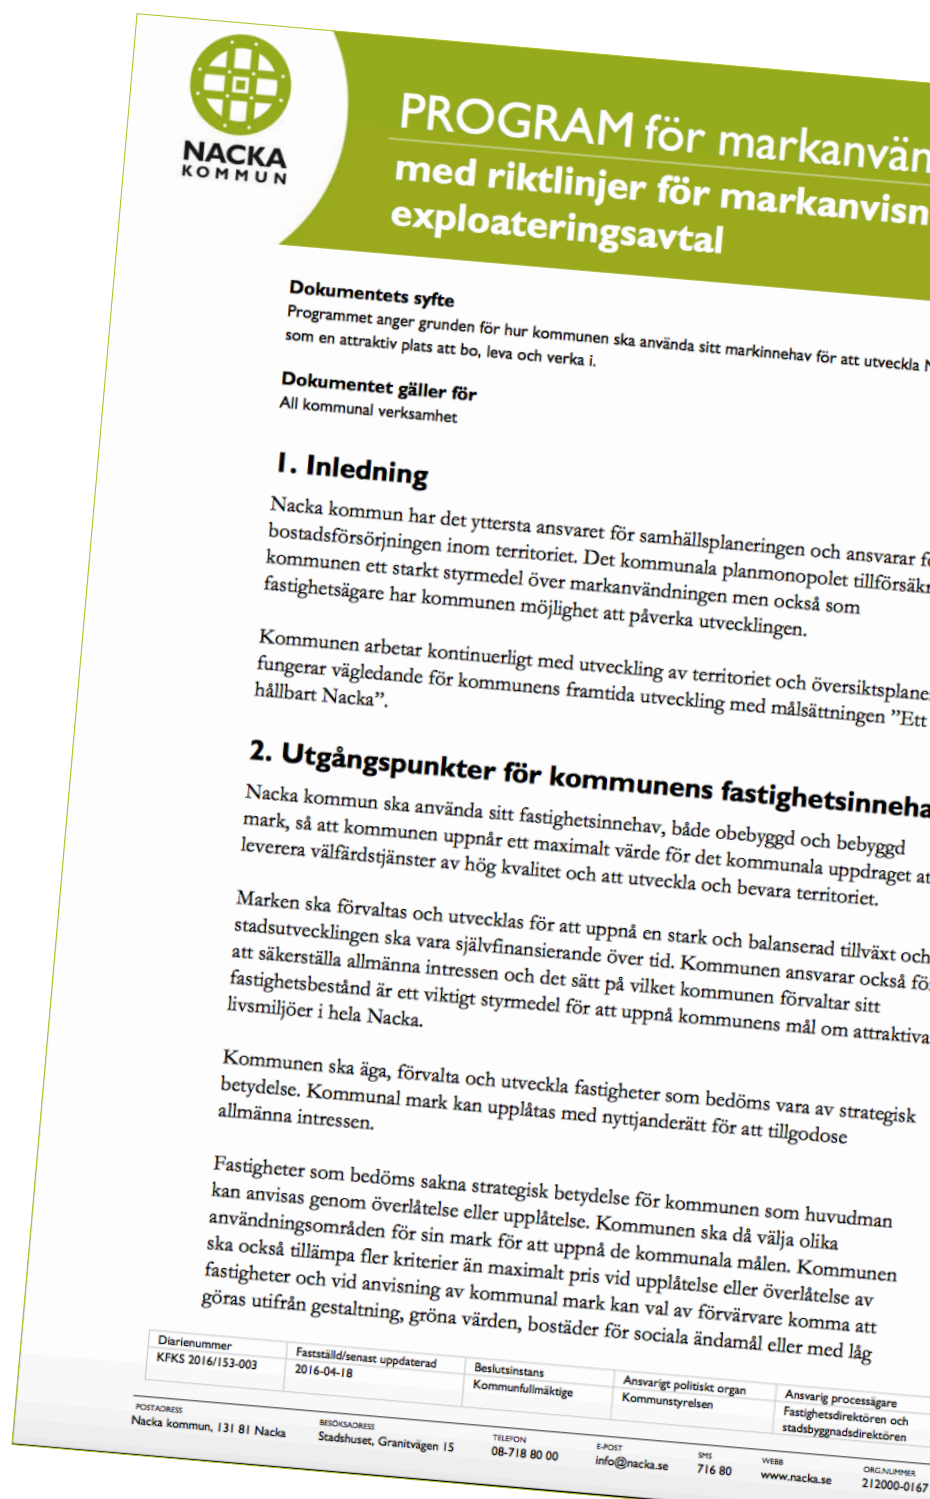 NACKA
KOMMUN
PROGRAM för
med riktlinjer för
exploateringsavtal
Dokumentets syfte
Programmet anger grunden för hur kommunen ska använda sitt markinnehav för att utveckla
som en attraktiv plats att bo, leva och verka i.
Dokumentet gäller för
All kommunal verksamhet
1. Inledning
Nacka kommun har det yttersta ansvaret för samhällsplaneringen och ansvarar
bostadsförsörjningen inom territoriet. Det kommunala planmonopolet
kommunen ett starkt styrmedel över markanvändningen men också som
fastighetsägare har kommunen möjlighet att påverka utvecklingen.
Kommunen arbetar kontinuerligt med utveckling av territoriet och
fungerar vägledande för kommunens framtida utveckling med målsättningen ”Ett
hållbart Nacka”.
2. Utgångspunkter för kommunens
Nacka kommun ska använda sitt fastighetsinnehav, både obebyggd och bebyggd
mark, så att kommunen uppnår ett maximalt värde för det kommunala uppdraget
leverera välfärdstjänster av hög kvalitet och att utveckla och bevara territoriet.
Marken ska förvaltas och utvecklas för att uppnå en stark och balanserad tillväxt och
stadsutvecklingen ska vara självfinansierande över tid. Kommunen ansvarar också
att säkerställa allmänna intressen och det sätt på vilket kommunen förvaltar sitt
fastighetsbestånd är ett viktigt styrmedel för att uppnå kommunens mål om attraktiva
livsmiljöer i hela Nacka.
Kommunen ska äga, förvalta och utveckla fastigheter som bedöms vara av strategisk
betydelse. Kommunal mark kan upplåtas med nyttjanderätt för att tillgodose
allmänna intressen.
Fastigheter som bedöms sakna strategisk betydelse för kommunen som huvudman
kan anvisas genom överlåtelse eller upplåtelse. Kommunen ska då välja olika
användningsområden för sin mark för att uppnå de kommunala målen. Kommunen
ska också tillämpa fler kriterier än maximalt pris vid upplåtelse eller överlåtelse av
fastigheter och vid anvisning av kommunal mark kan val av förvärvare komma att
göras utifrån gestaltning, gröna värden, bostäder för sociala ändamål eller med låg
Diarienummer Fastställd/senast uppdaterad Beslutsinstans Ansvarigt politiskt organ Ansvarig processägare
KFKS 2016/153-003 2016-04-18 Kommunfullmäktige Kommunstyrelsen Fastighetsdirektören och
stadsbyggnadsdirektören
POSTADRESS BESÖKSADRESS TELEFON E-POST SMS WEBB ORG.NUMMER
Nacka kommun, 131 81 Nacka Stadshuset, Granitvägen 15 08-718 80 00 info@nacka.se 716 80 www.nacka.se 212000-0167